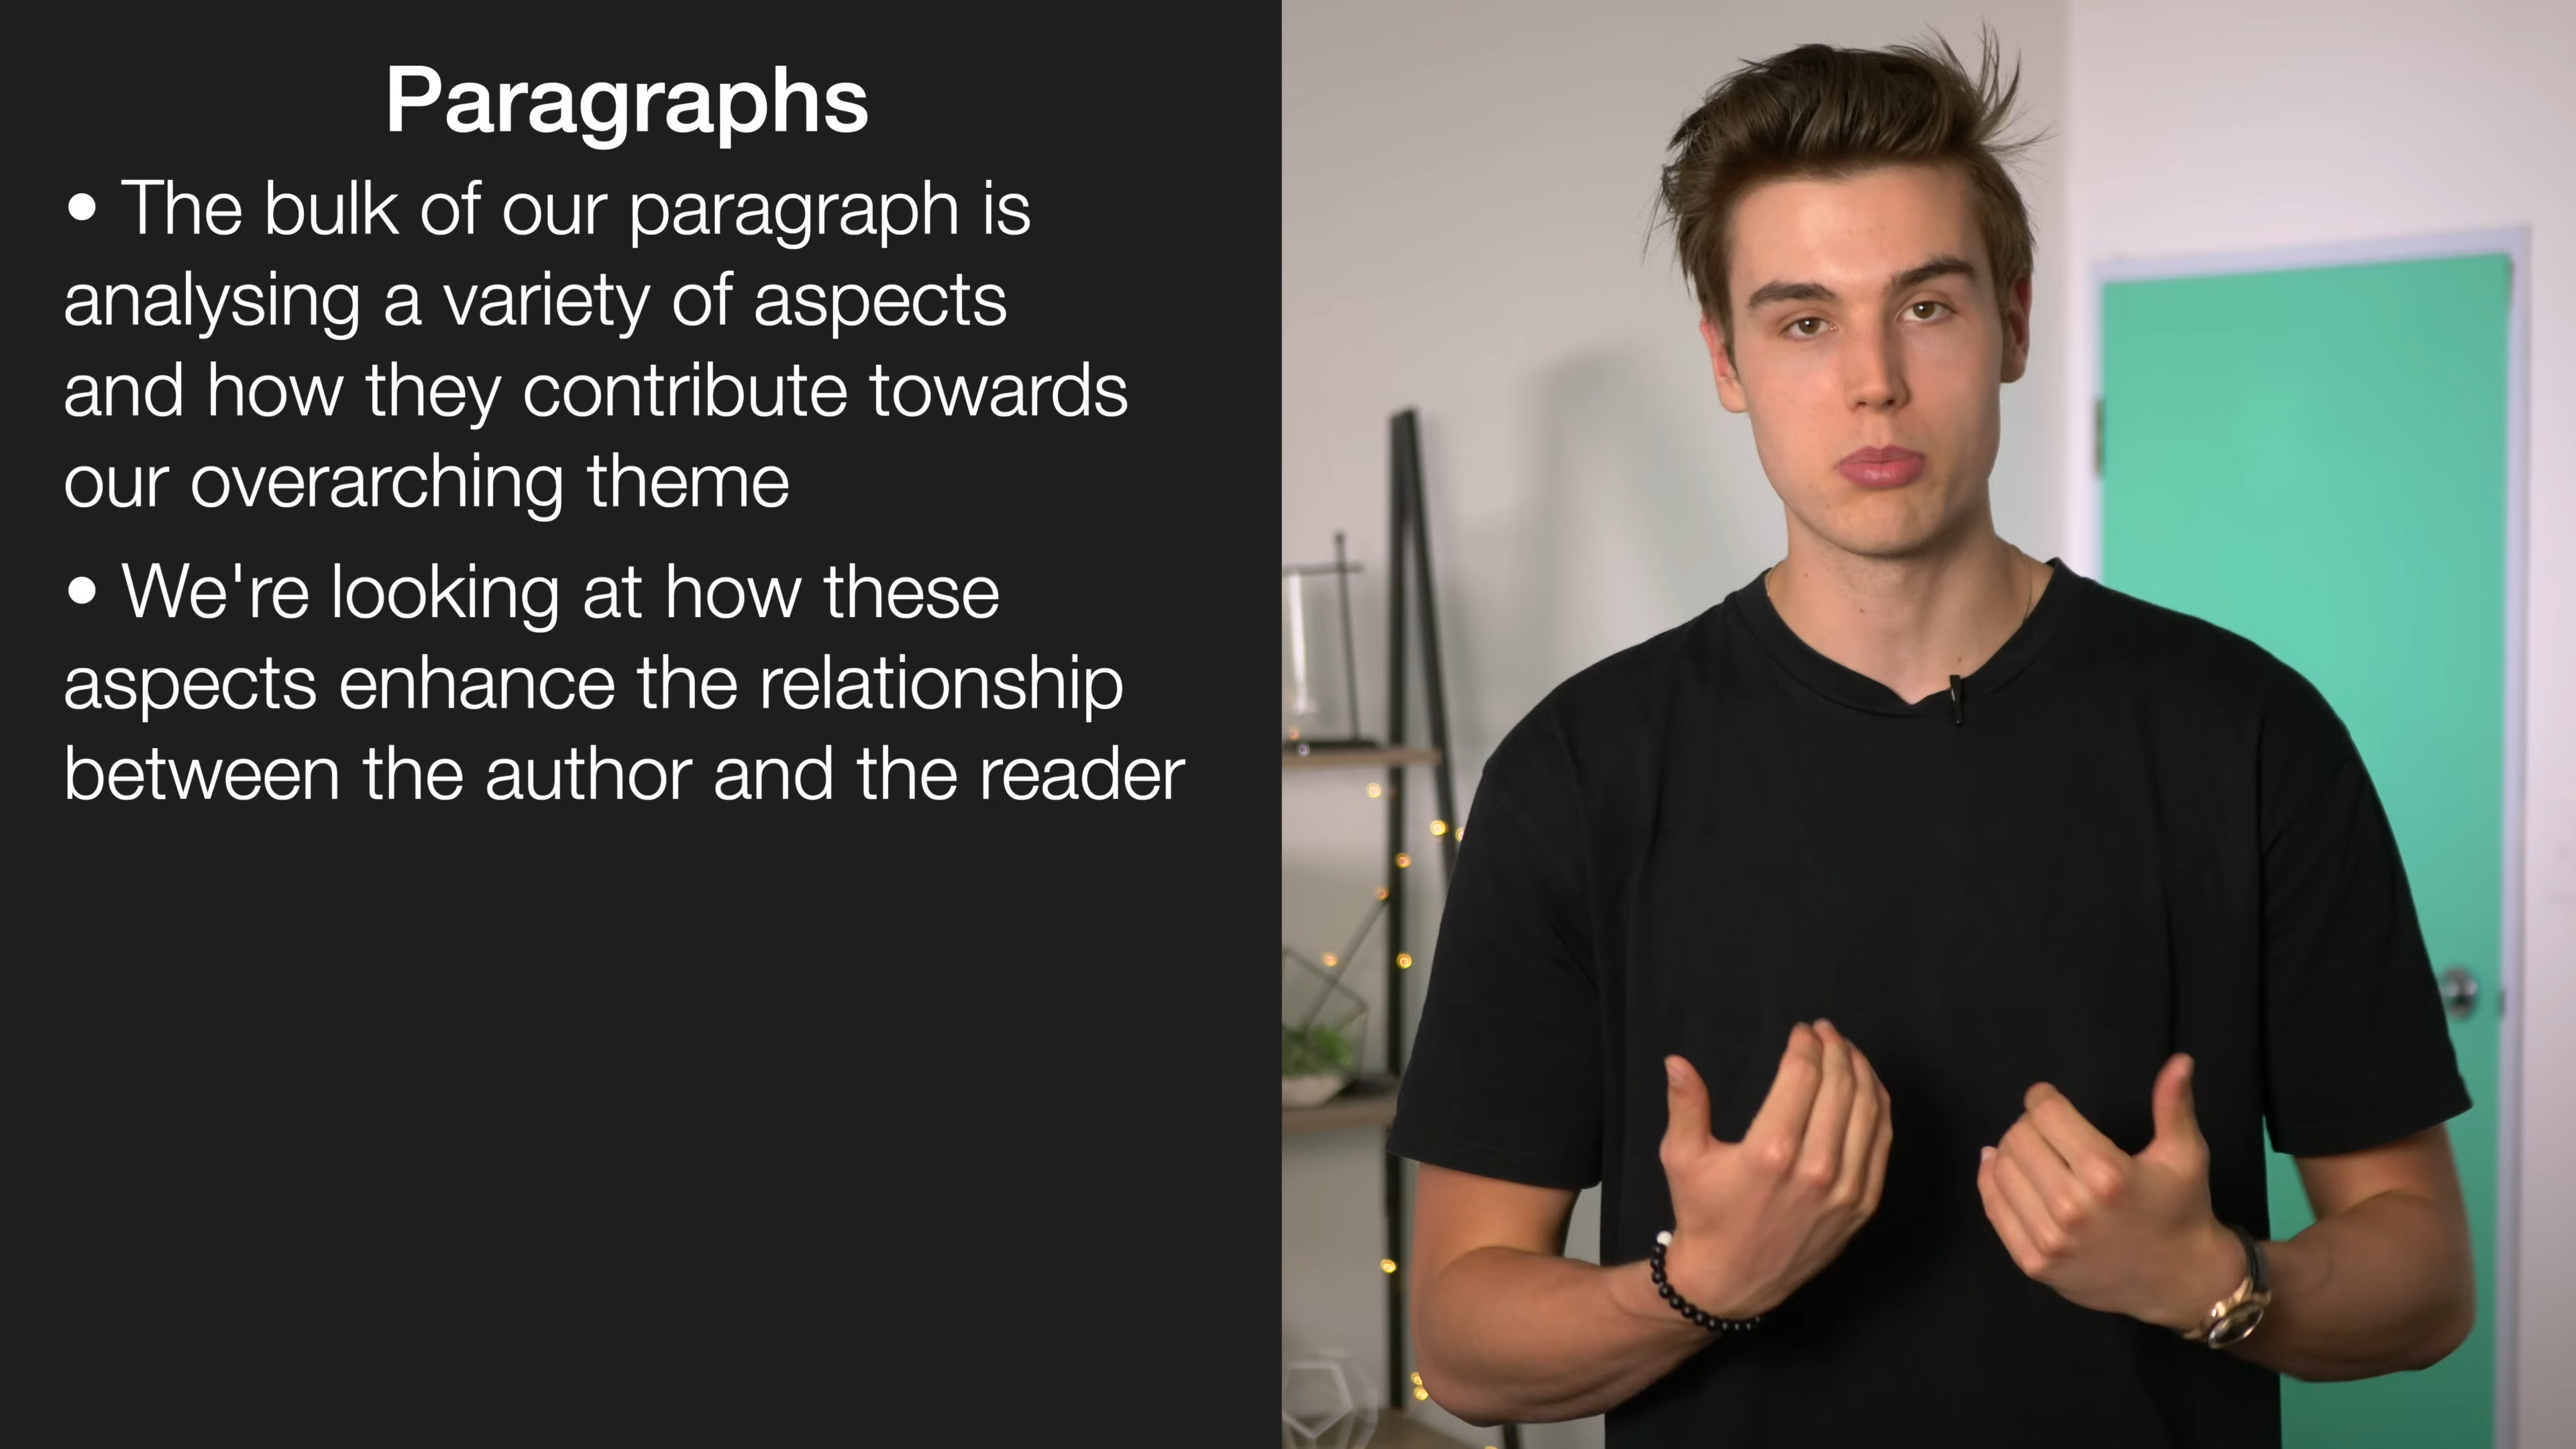 Paragraphs
• The bulk of our paragraph is
analysing a variety of aspects
and how they contribute towards
our overarching theme
• We're looking at how these
aspects enhance the relationship
between the author and the reader